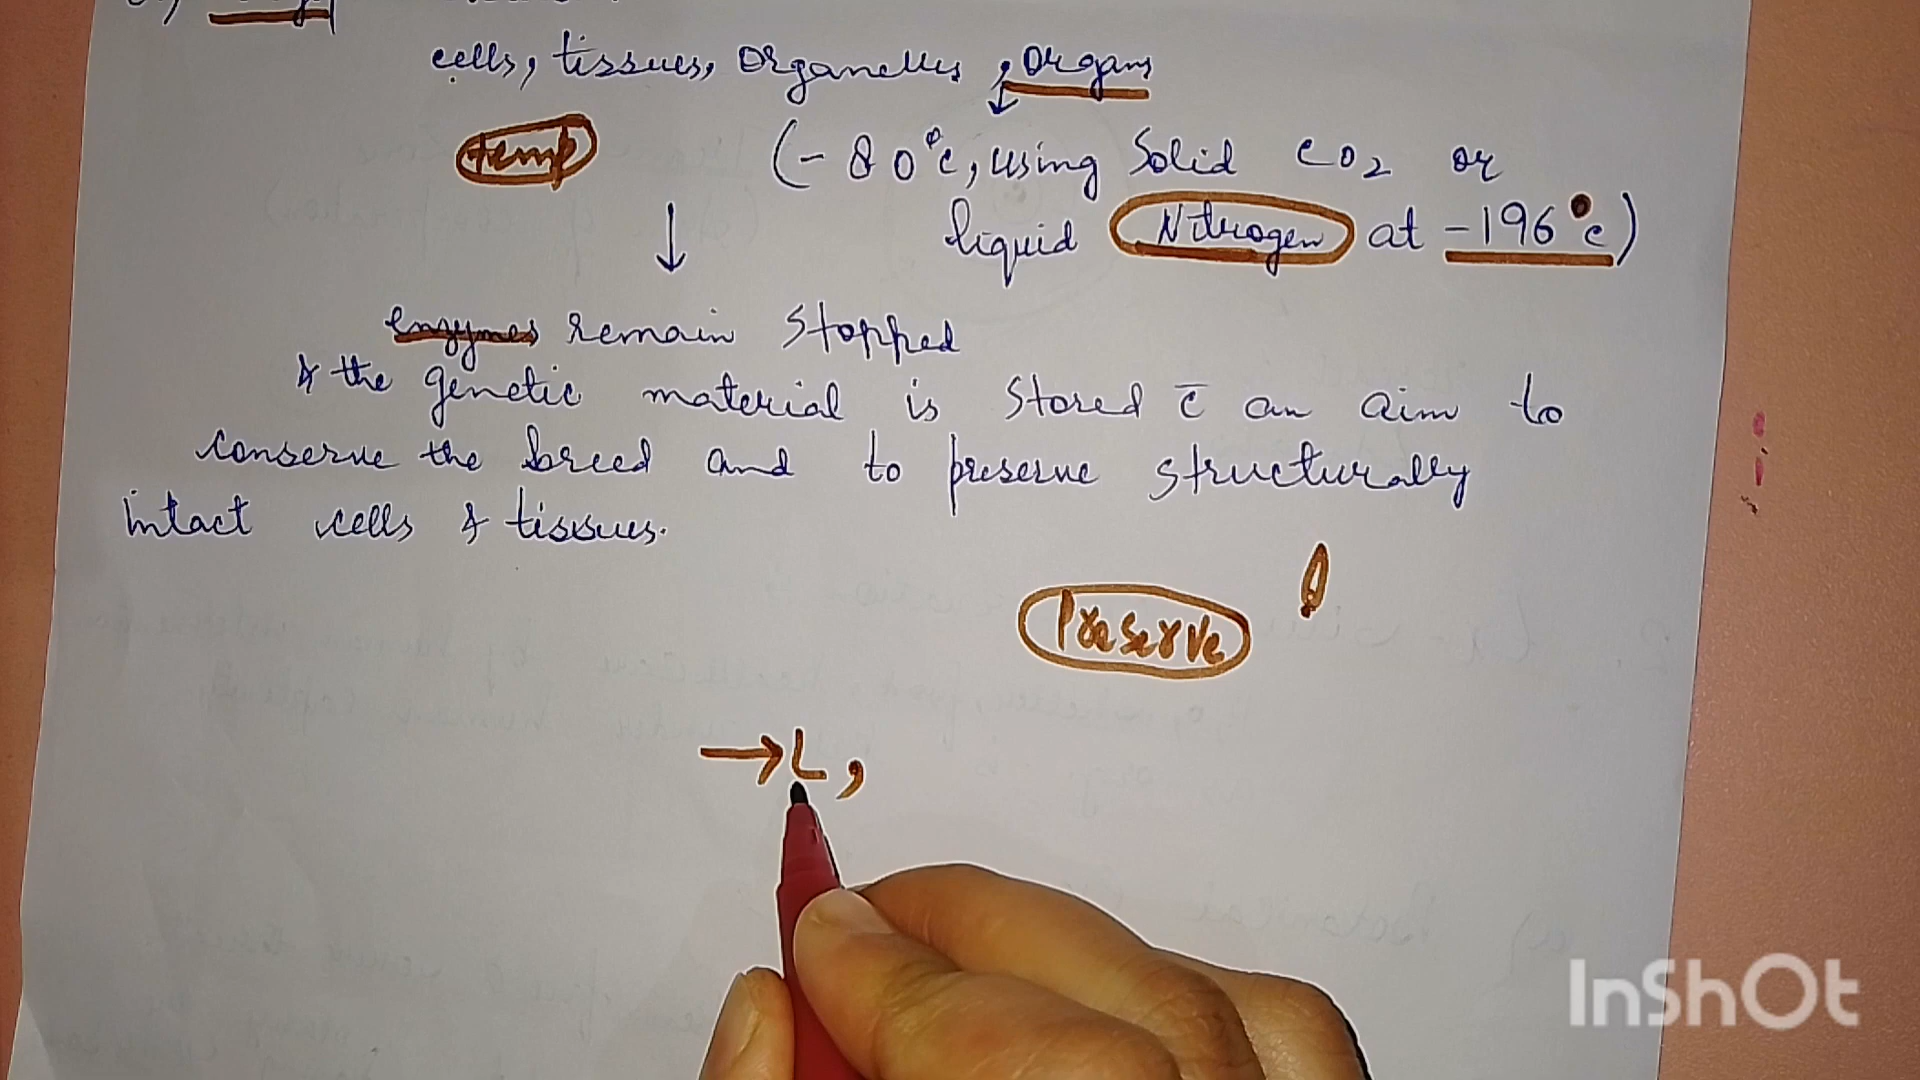 cells, tissues, organelles, organs
temp
(-80°c, using Solid CO2 or
liquid Nitrogen at -196°c)
enzymes remain stopped
& the genetic material is stored c̄ an aim to
conserve the breed and to preserve structurally
intact cells & tissues.
Preserve
→L,
InShOt